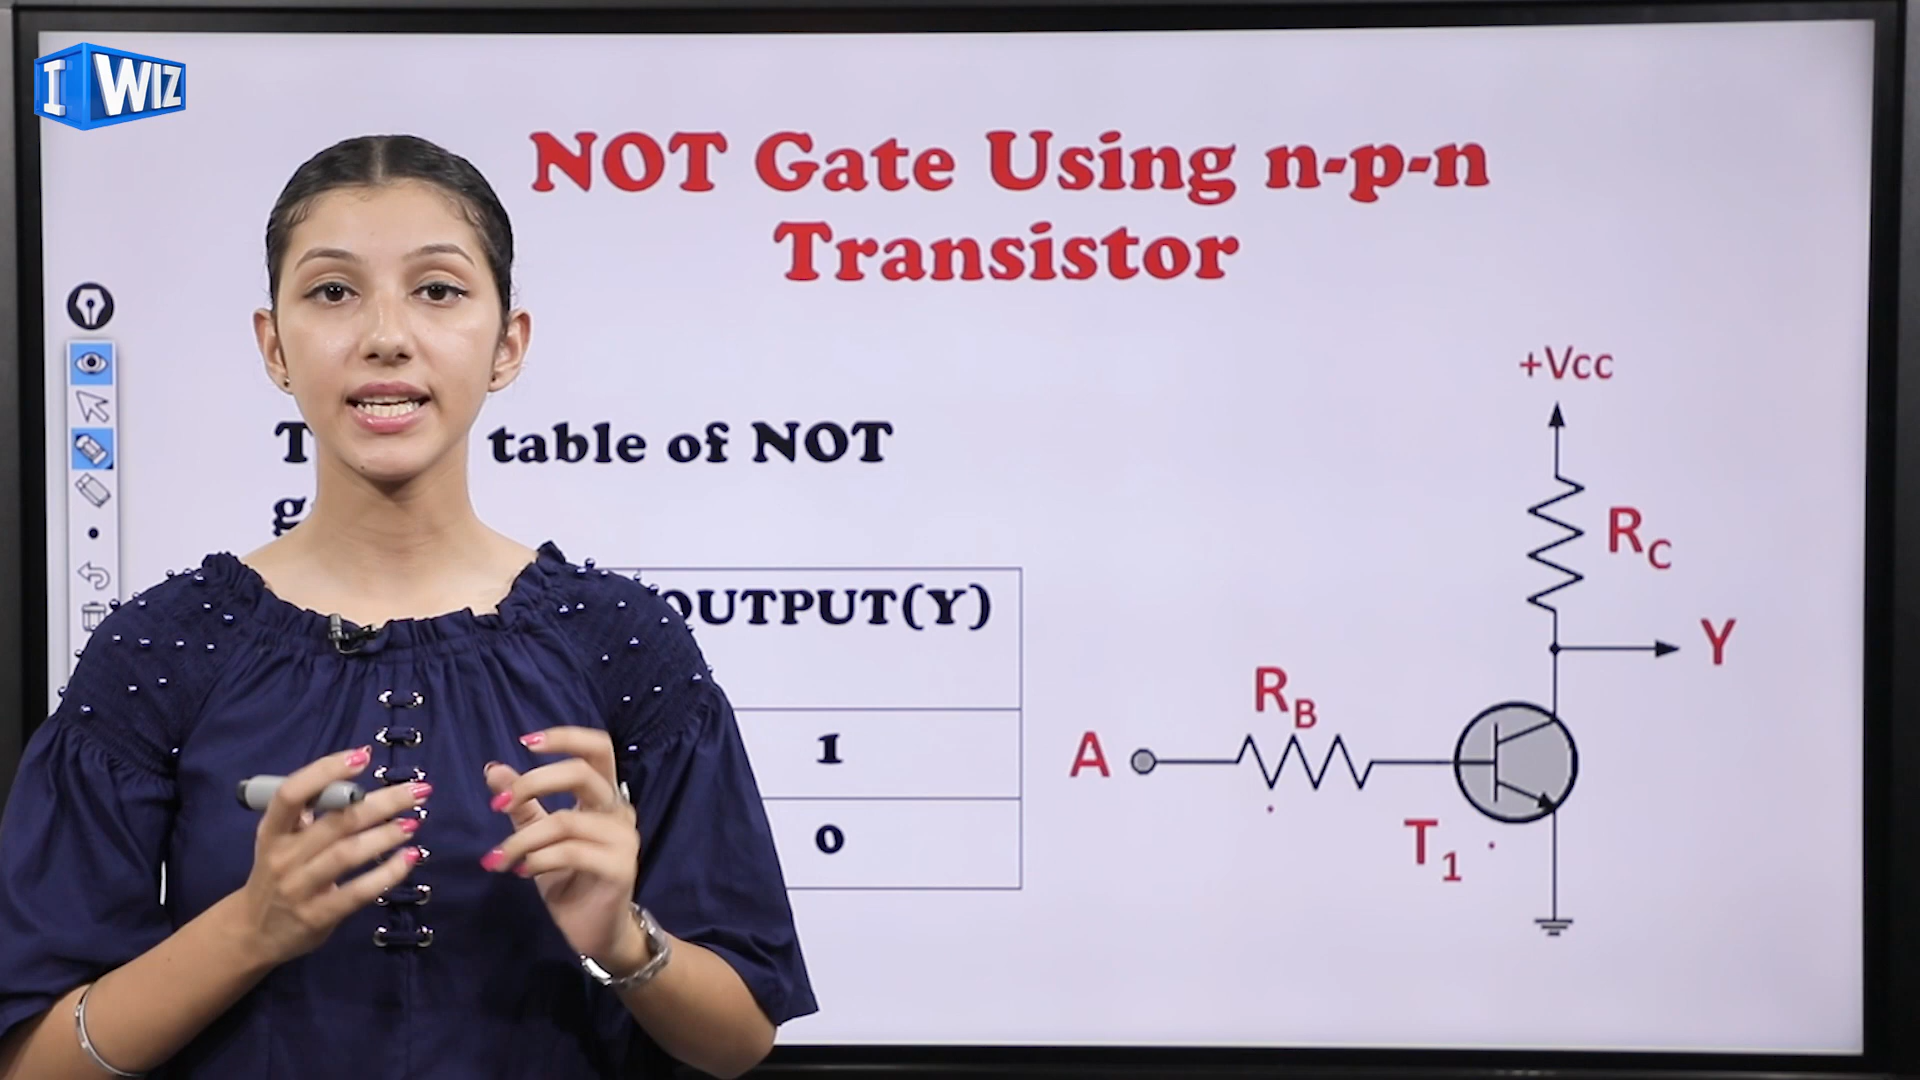 I WIZ
NOT Gate Using n-p-n
Transistor
table of NOT
OUTPUT(Y)
1
0
+Vcc
RC
Y
RB
A
T1